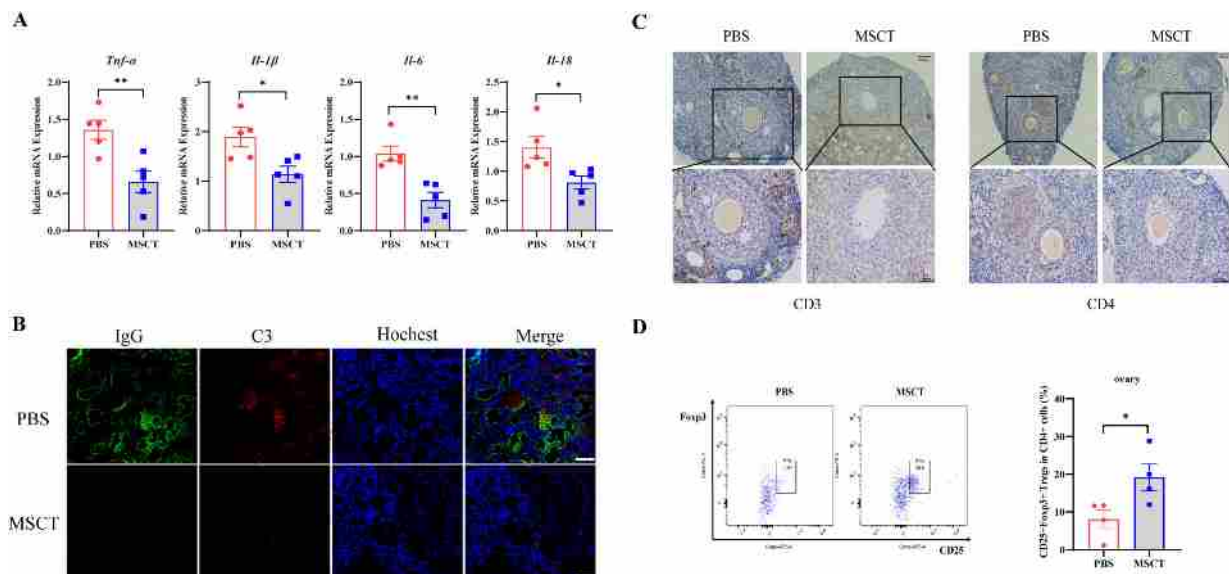 A
Tnf-α
Il-1β
Il-6
Il-18
**
*
**
*
Relative mRNA Expression
Relative mRNA Expression
Relative mRNA Expression
Relative mRNA Expression
2.0
1.5
1.0
0.5
0.0
3
2
1
0
2.0
1.5
1.0
0.5
0.0
2.5
2.0
1.5
1.0
0.5
0.0
PBS MSCT
PBS MSCT
PBS MSCT
PBS MSCT
B
IgG C3 Hochest Merge
PBS
MSCT
C
PBS MSCT PBS MSCT
CD3 CD4
D
PBS MSCT
Foxp3
CD25
ovary
*
CD25+Foxp3+ Tregs in CD4+ cells (%)
40
30
20
10
0
PBS MSCT